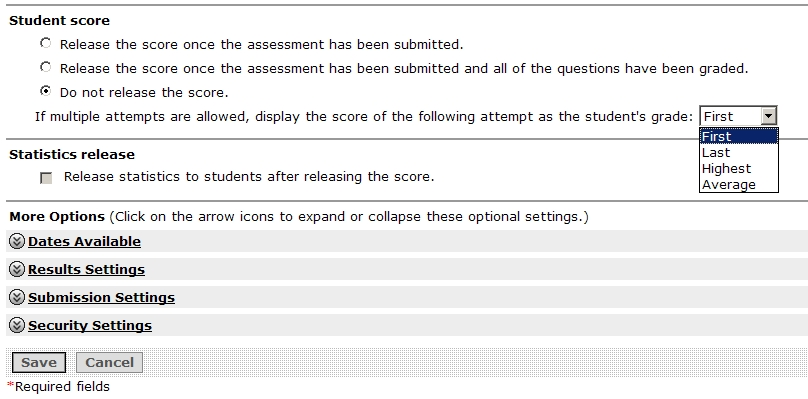 Student score
Release the score once the assessment has been submitted.
Release the score once the assessment has been submitted and all of the questions have been graded.
Do not release the score.
If multiple attempts are allowed, display the score of the following attempt as the student's grade: First
First
Last
Highest
Average
Statistics release
Release statistics to students after releasing the score.
More Options (Click on the arrow icons to expand or collapse these optional settings.)
Dates Available
Results Settings
Submission Settings
Security Settings
Save Cancel
*Required fields